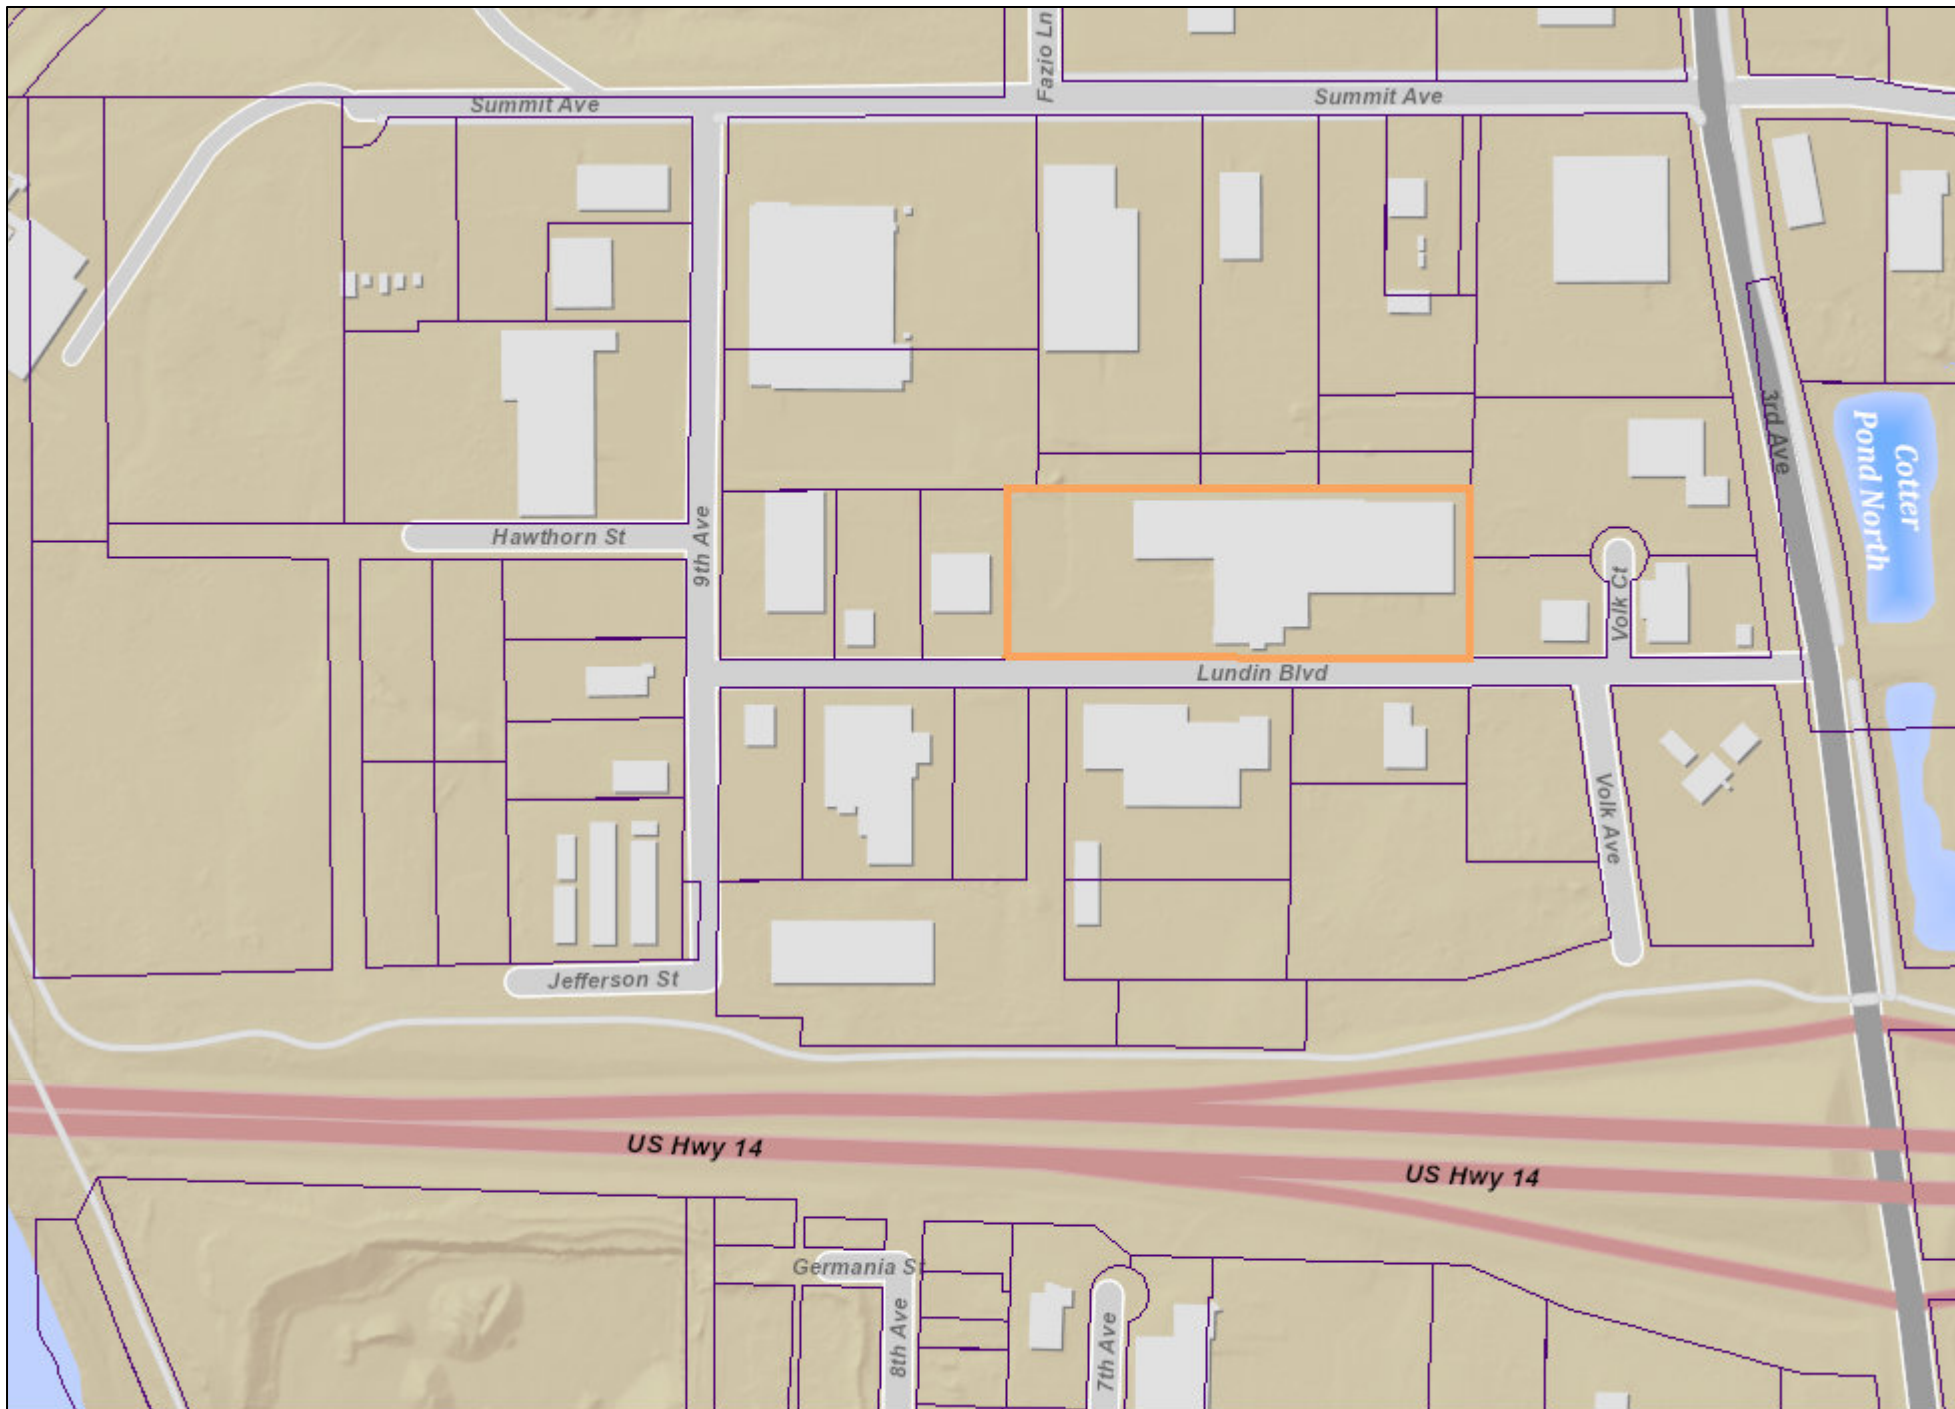 Fazio Ln
Summit Ave
Summit Ave
3rd Ave
Cotter
Pond North
Hawthorn St
9th Ave
Volk Ct
Lundin Blvd
Volk Ave
Jefferson St
US Hwy 14
US Hwy 14
Germania St
8th Ave
7th Ave